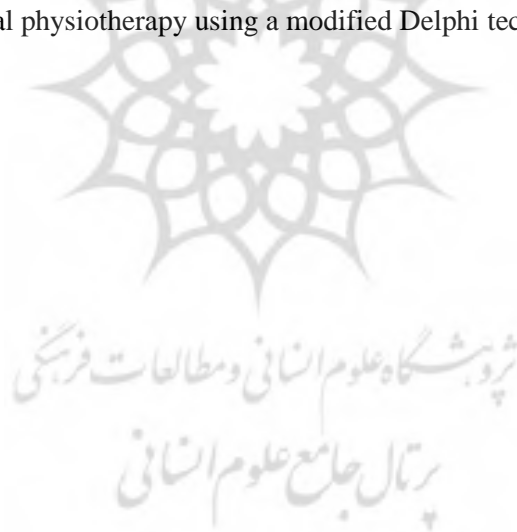 al physiotherapy using a modified Delphi tec
پژوهشگاه علوم انسانی و مطالعات فرهنگی
پرتال جامع علوم انسانی